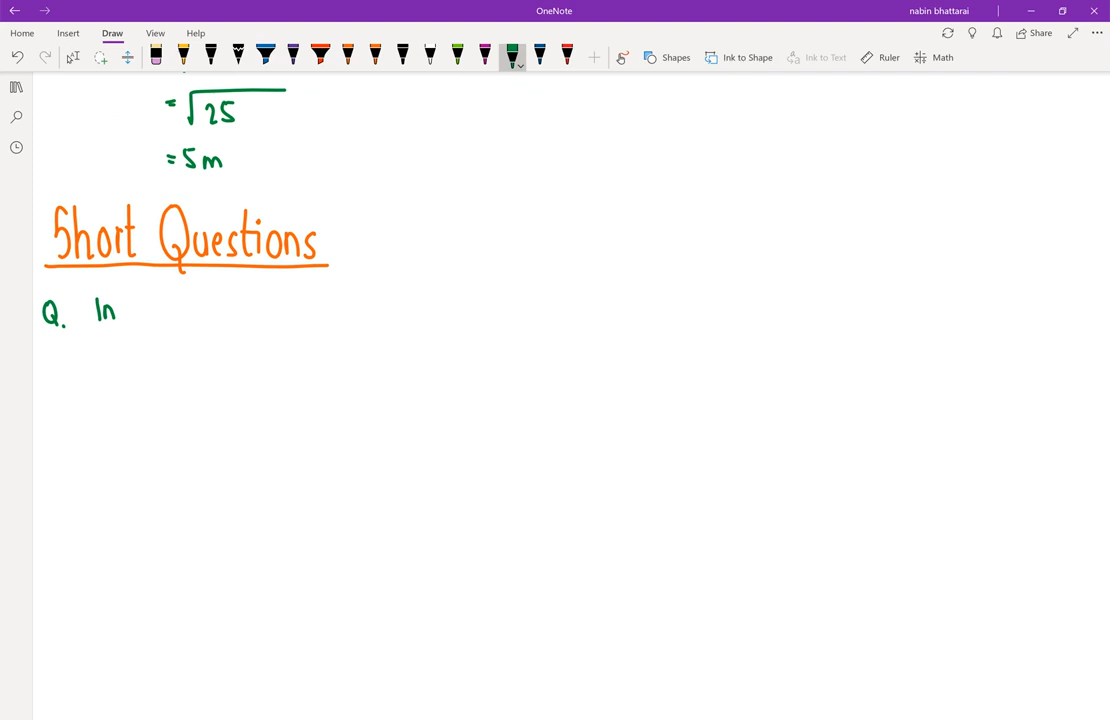 OneNote
nabin bhattarai
Home Insert Draw View Help
Share
Shapes Ink to Shape Ink to Text Ruler Math
= √25
= 5 m
Short Questions
Q. In